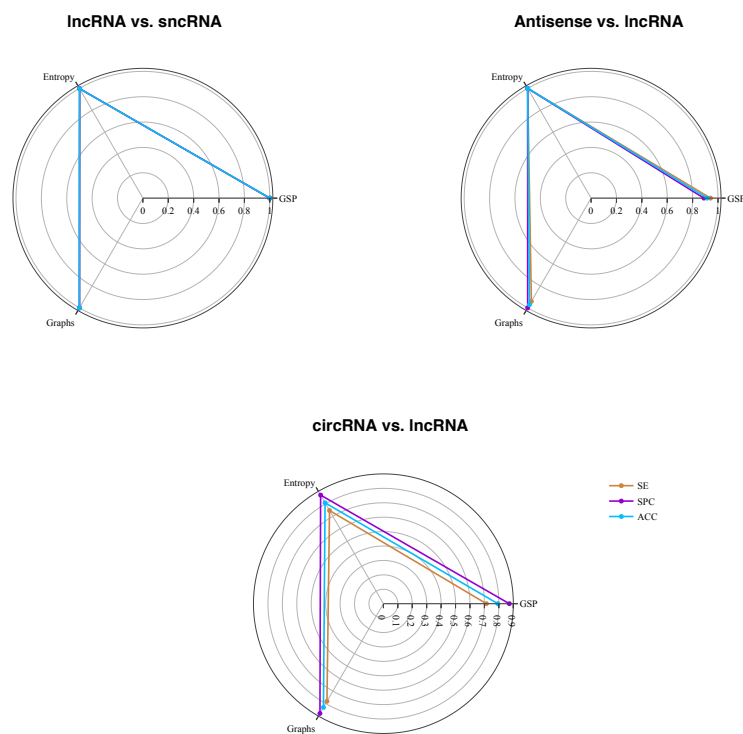 lncRNA vs. sncRNA
Antisense vs. lncRNA
Entropy
GSP
0 0.2 0.4 0.6 0.8 1
Graphs
Entropy
GSP
0 0.2 0.4 0.6 0.8 1
Graphs
circRNA vs. lncRNA
Entropy
GSP
0 0.1 0.2 0.3 0.4 0.5 0.6 0.7 0.8 0.9
Graphs
SE
SPC
ACC